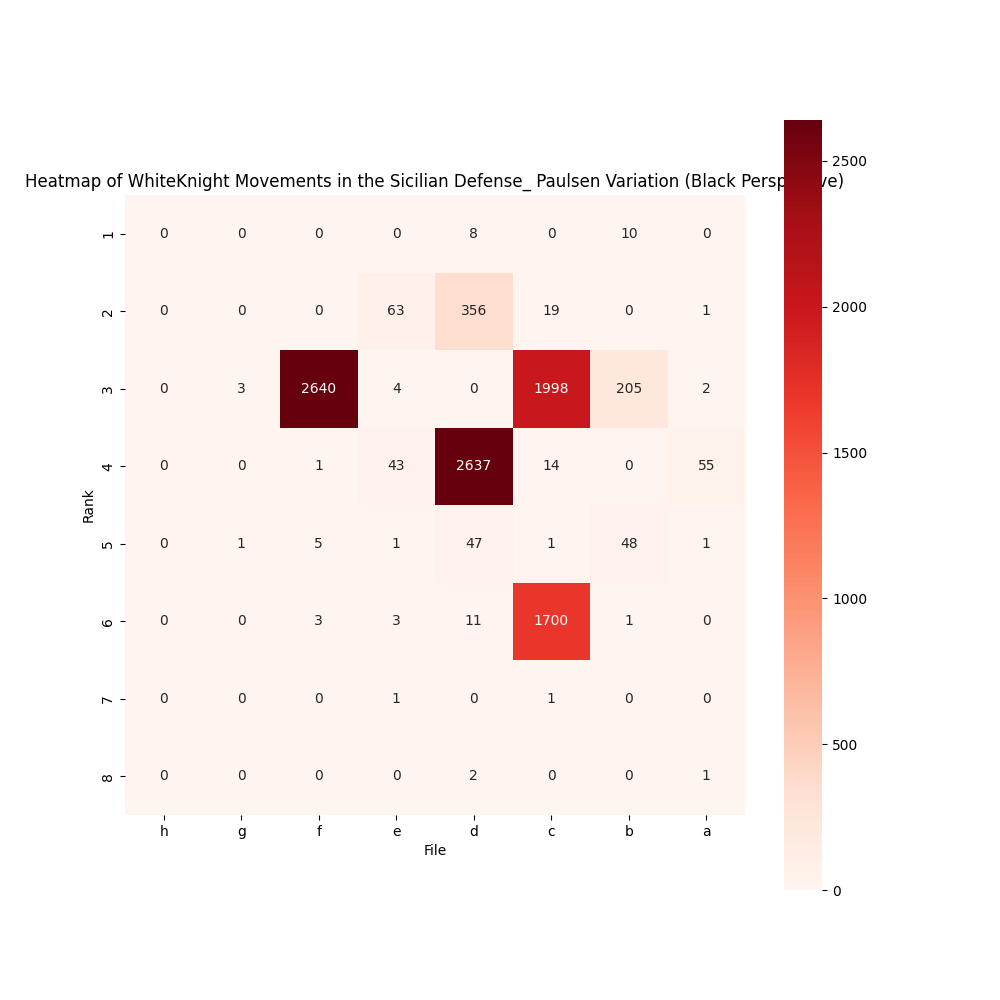 Heatmap of WhiteKnight Movements in the Sicilian Defense_ Paulsen Variation (Black Perspective)
1 0 0 0 0 8 0 10 0
2 0 0 0 63 356 19 0 1
3 0 3 2640 4 0 1998 205 2
4 0 0 1 43 2637 14 0 55
Rank
5 0 1 5 1 47 1 48 1
6 0 0 3 3 11 1700 1 0
7 0 0 0 1 0 1 0 0
8 0 0 0 0 2 0 0 1
h g f e d c b a
File
2500
2000
1500
1000
500
0